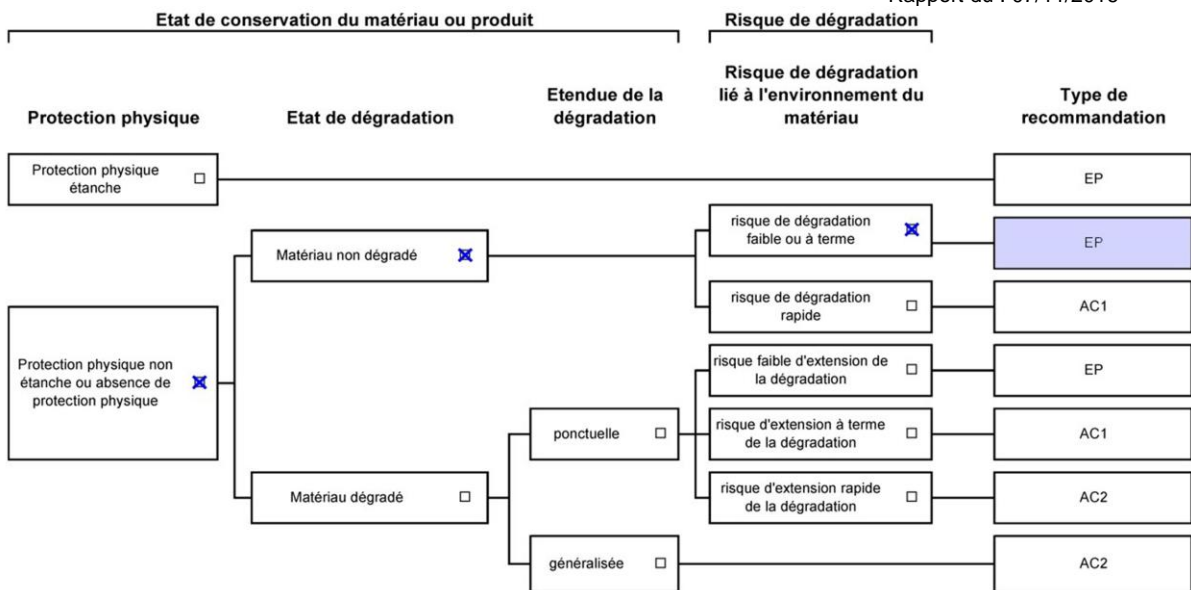 Etat de conservation du matériau ou produit
Risque de dégradation
Protection physique
Etat de dégradation
Etendue de la
dégradation
Risque de dégradation
lié à l'environnement du
matériau
Type de
recommandation
Protection physique
étanche
EP
risque de dégradation
faible ou à terme
EP
Matériau non dégradé
risque de dégradation
rapide
AC1
Protection physique non
étanche ou absence de
protection physique
risque faible d'extension de
la dégradation
EP
ponctuelle
risque d'extension à terme
de la dégradation
AC1
Matériau dégradé
risque d'extension rapide
de la dégradation
AC2
généralisée
AC2